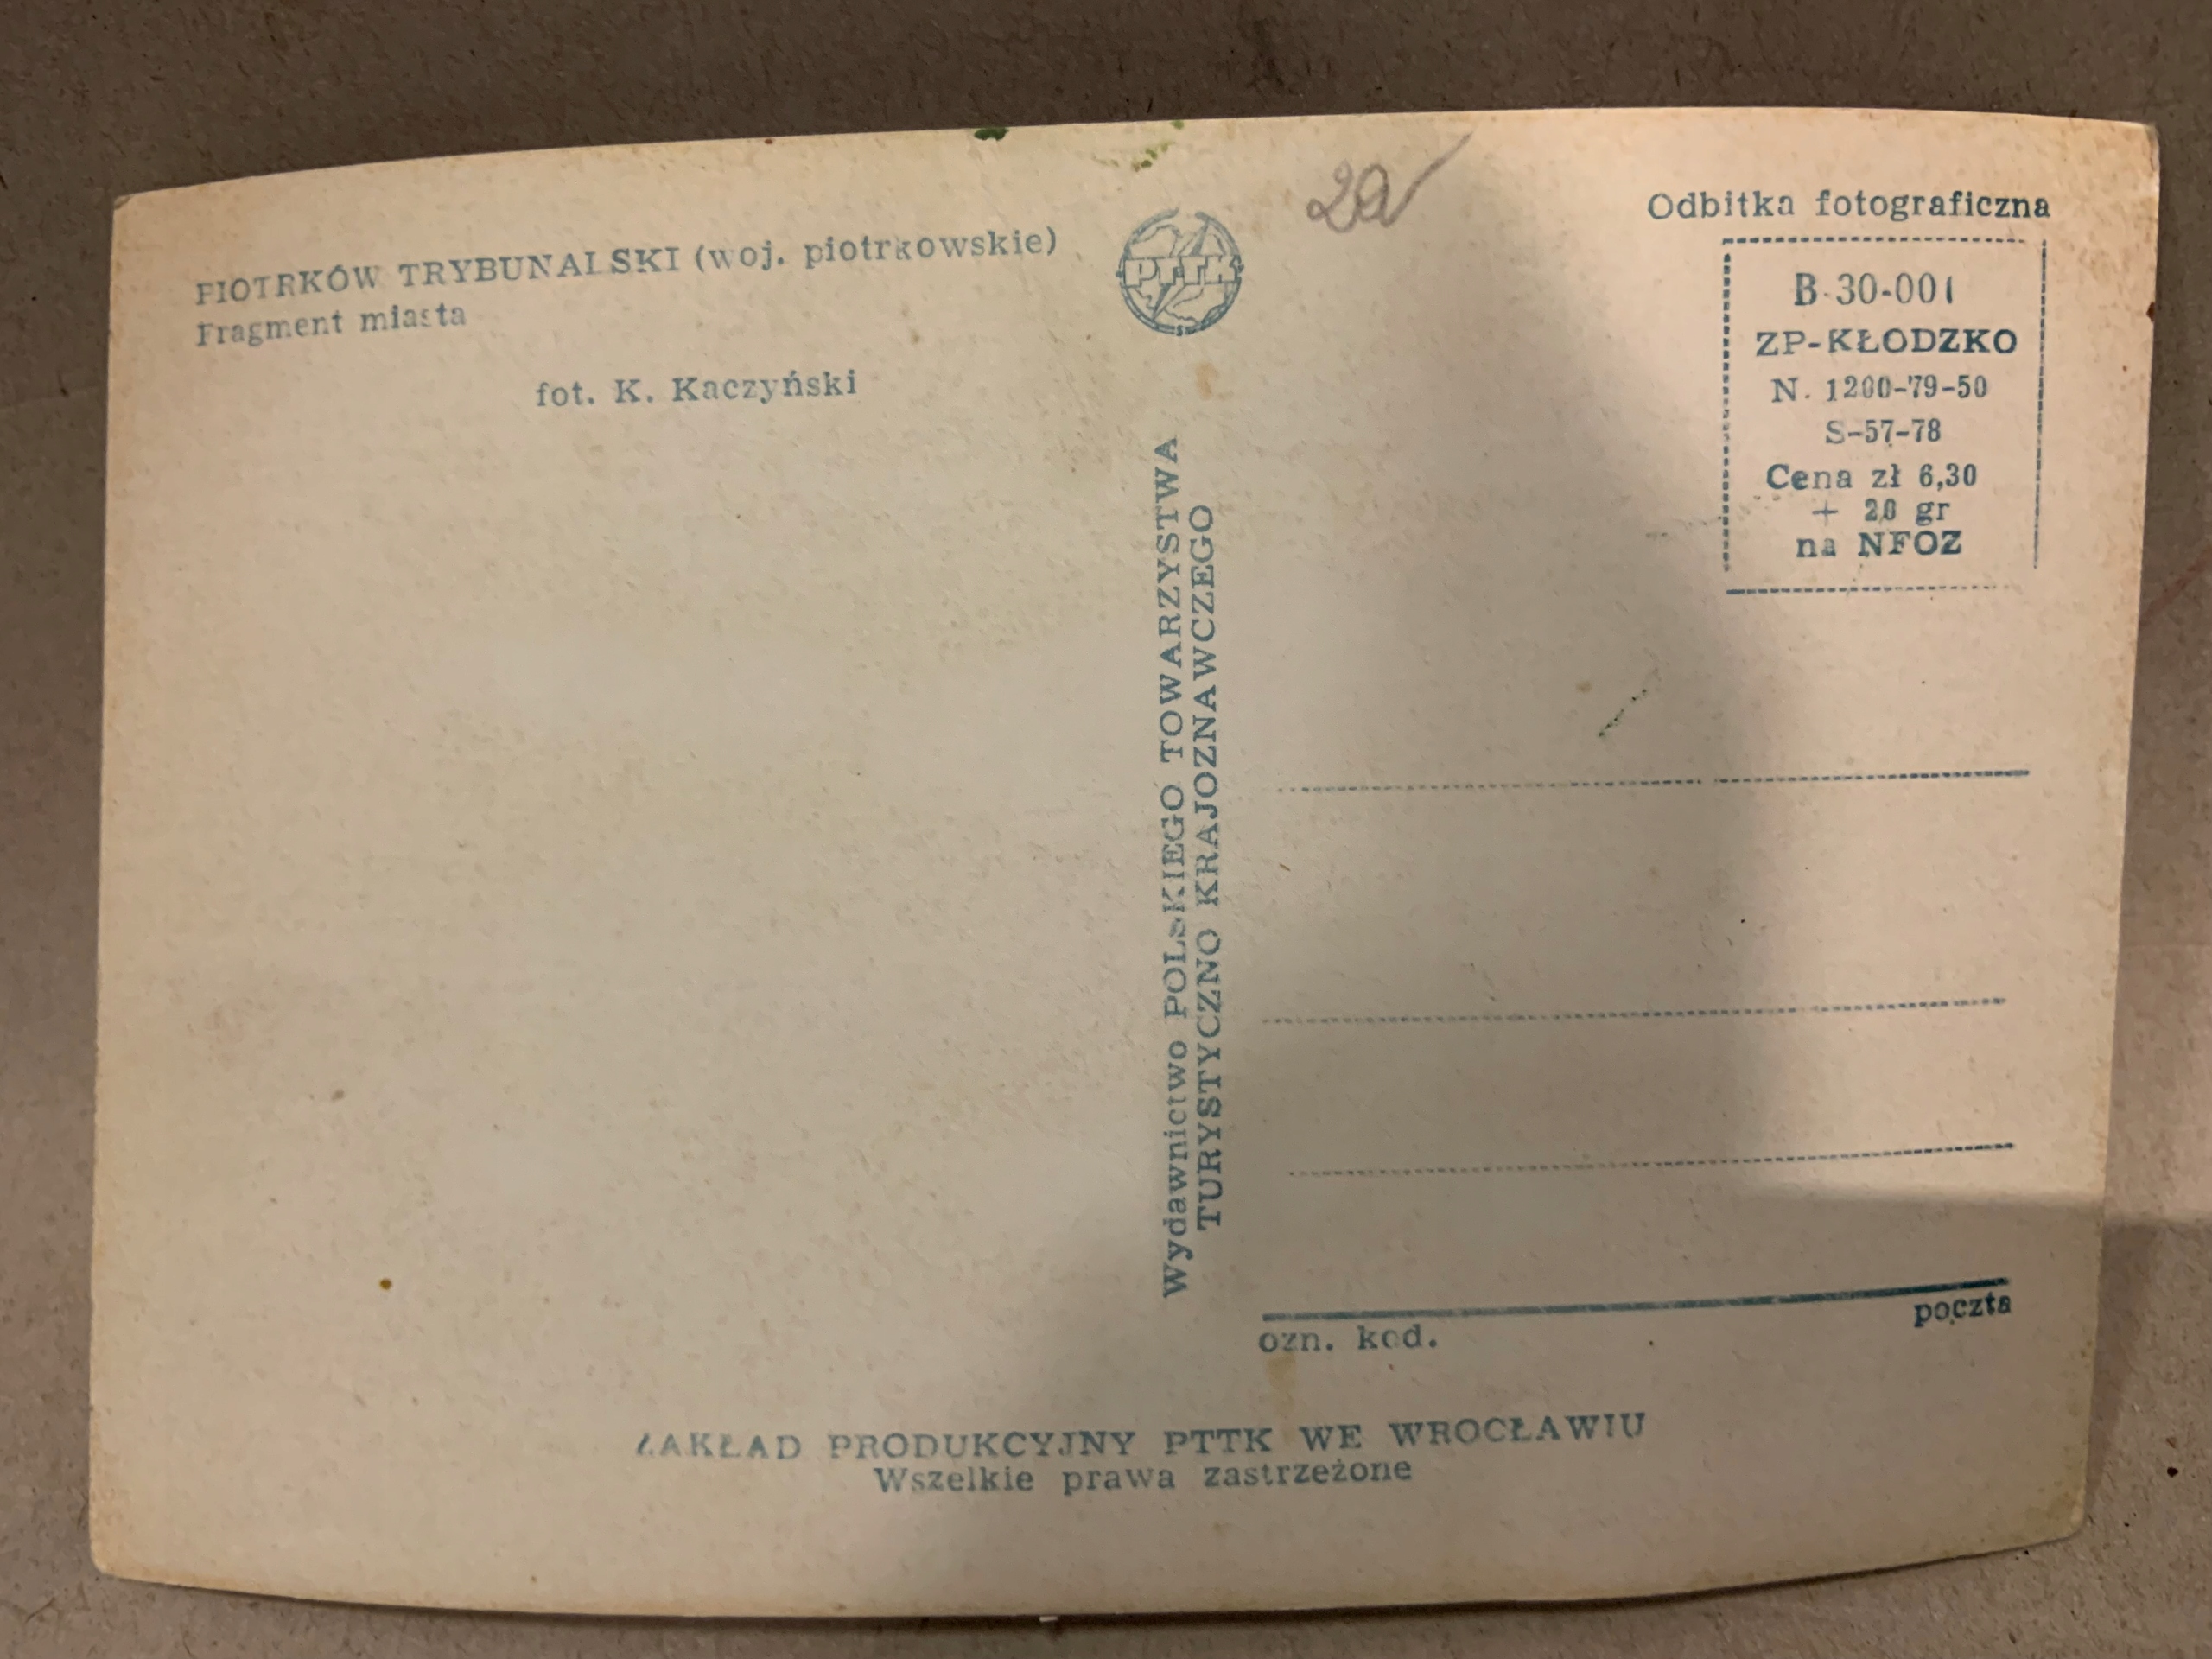 PIOTRKÓW TRYBUNALSKI (woj. piotrkowskie)
Fragment miasta
fot. K. Kaczyński
PTTK
Wydawnictwo POLSKIEGO TOWARZYSTWA
TURYSTYCZNO KRAJOZNAWCZEGO
Odbitka fotograficzna
B-30-001
ZP-KŁODZKO
N. 1200-79-50
S-57-78
Cena zł 6,30
+ 20 gr
na NFOZ
ozn. kod.
poczta
ZAKŁAD PRODUKCYJNY PTTK WE WROCŁAWIU
Wszelkie prawa zastrzeżone